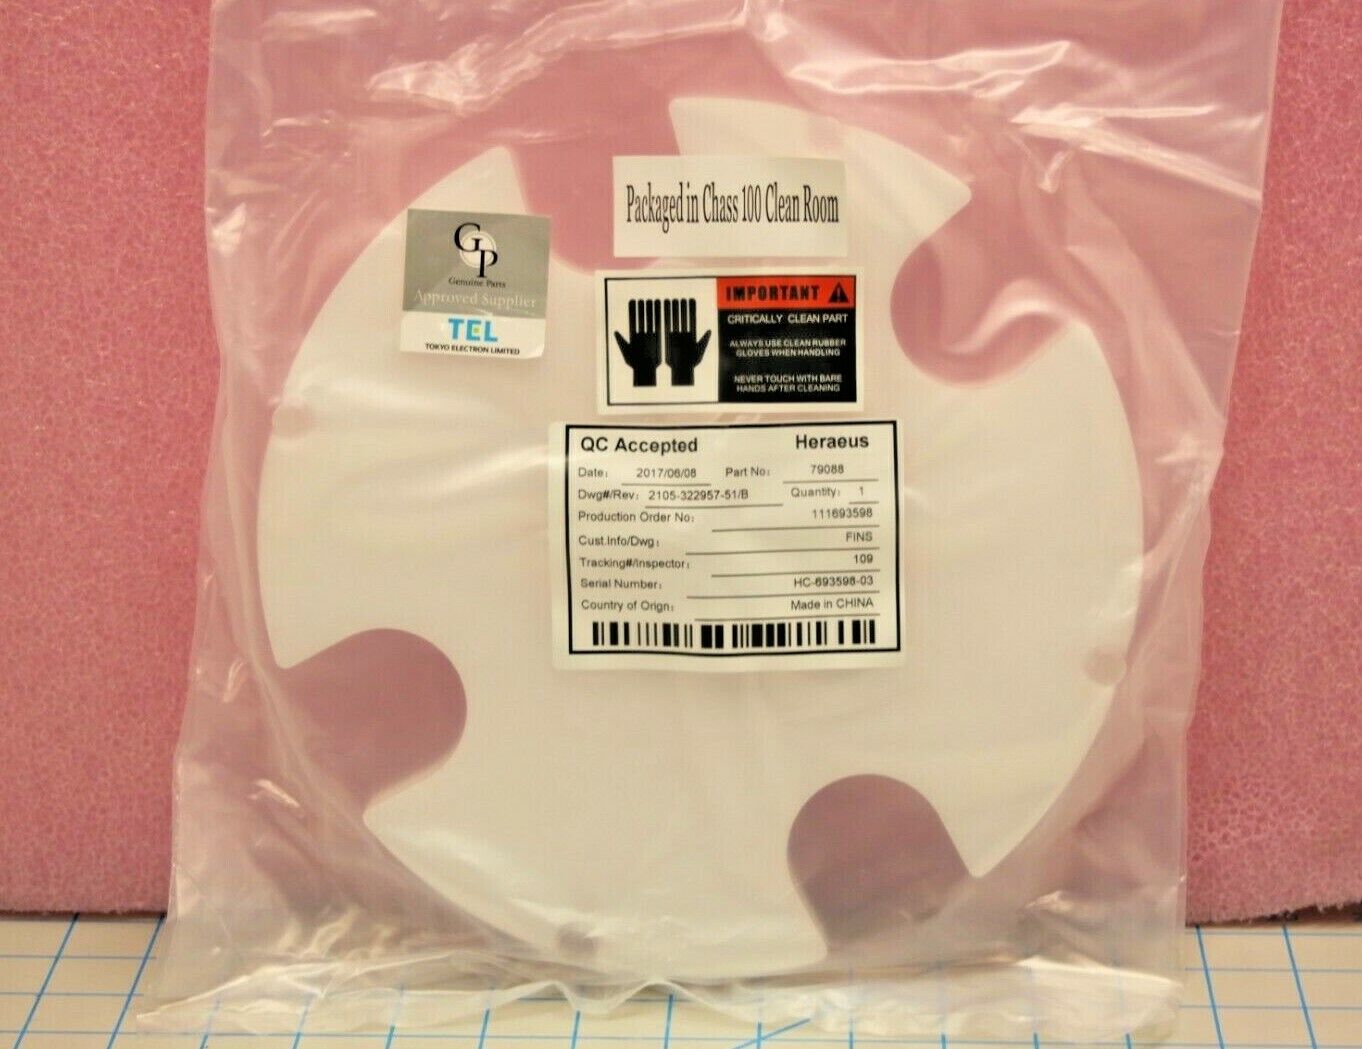 Packaged in Chass 100 Clean Room
GP
Genuine Parts
Approved Supplier
TEL
TOKYO ELECTRON LIMITED
IMPORTANT
CRITICALLY CLEAN PART
ALWAYS USE CLEAN RUBBER
GLOVES WHEN HANDLING
NEVER TOUCH WITH BARE
HANDS AFTER CLEANING
QC Accepted Heraeus
Date: 2017/06/08 Part No: 79088
Dwg#/Rev: 2105-322957-51/B Quantity: 1
Production Order No: 111693598
Cust.Info/Dwg: FINS
Tracking#/Inspector: 109
Serial Number: HC-693598-03
Country of Orign: Made in CHINA